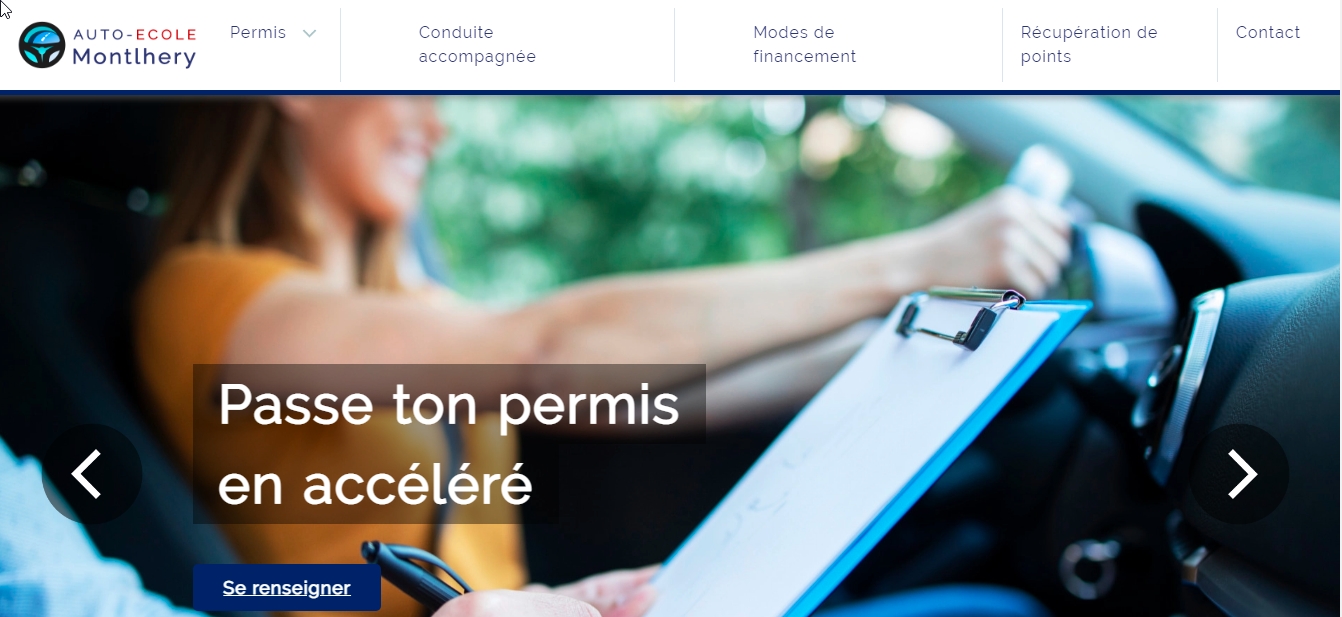 AUTO-ECOLE
Montlhery
Permis
Conduite
accompagnée
Modes de
financement
Récupération de
points
Contact
Passe ton permis
en accéléré
Se renseigner